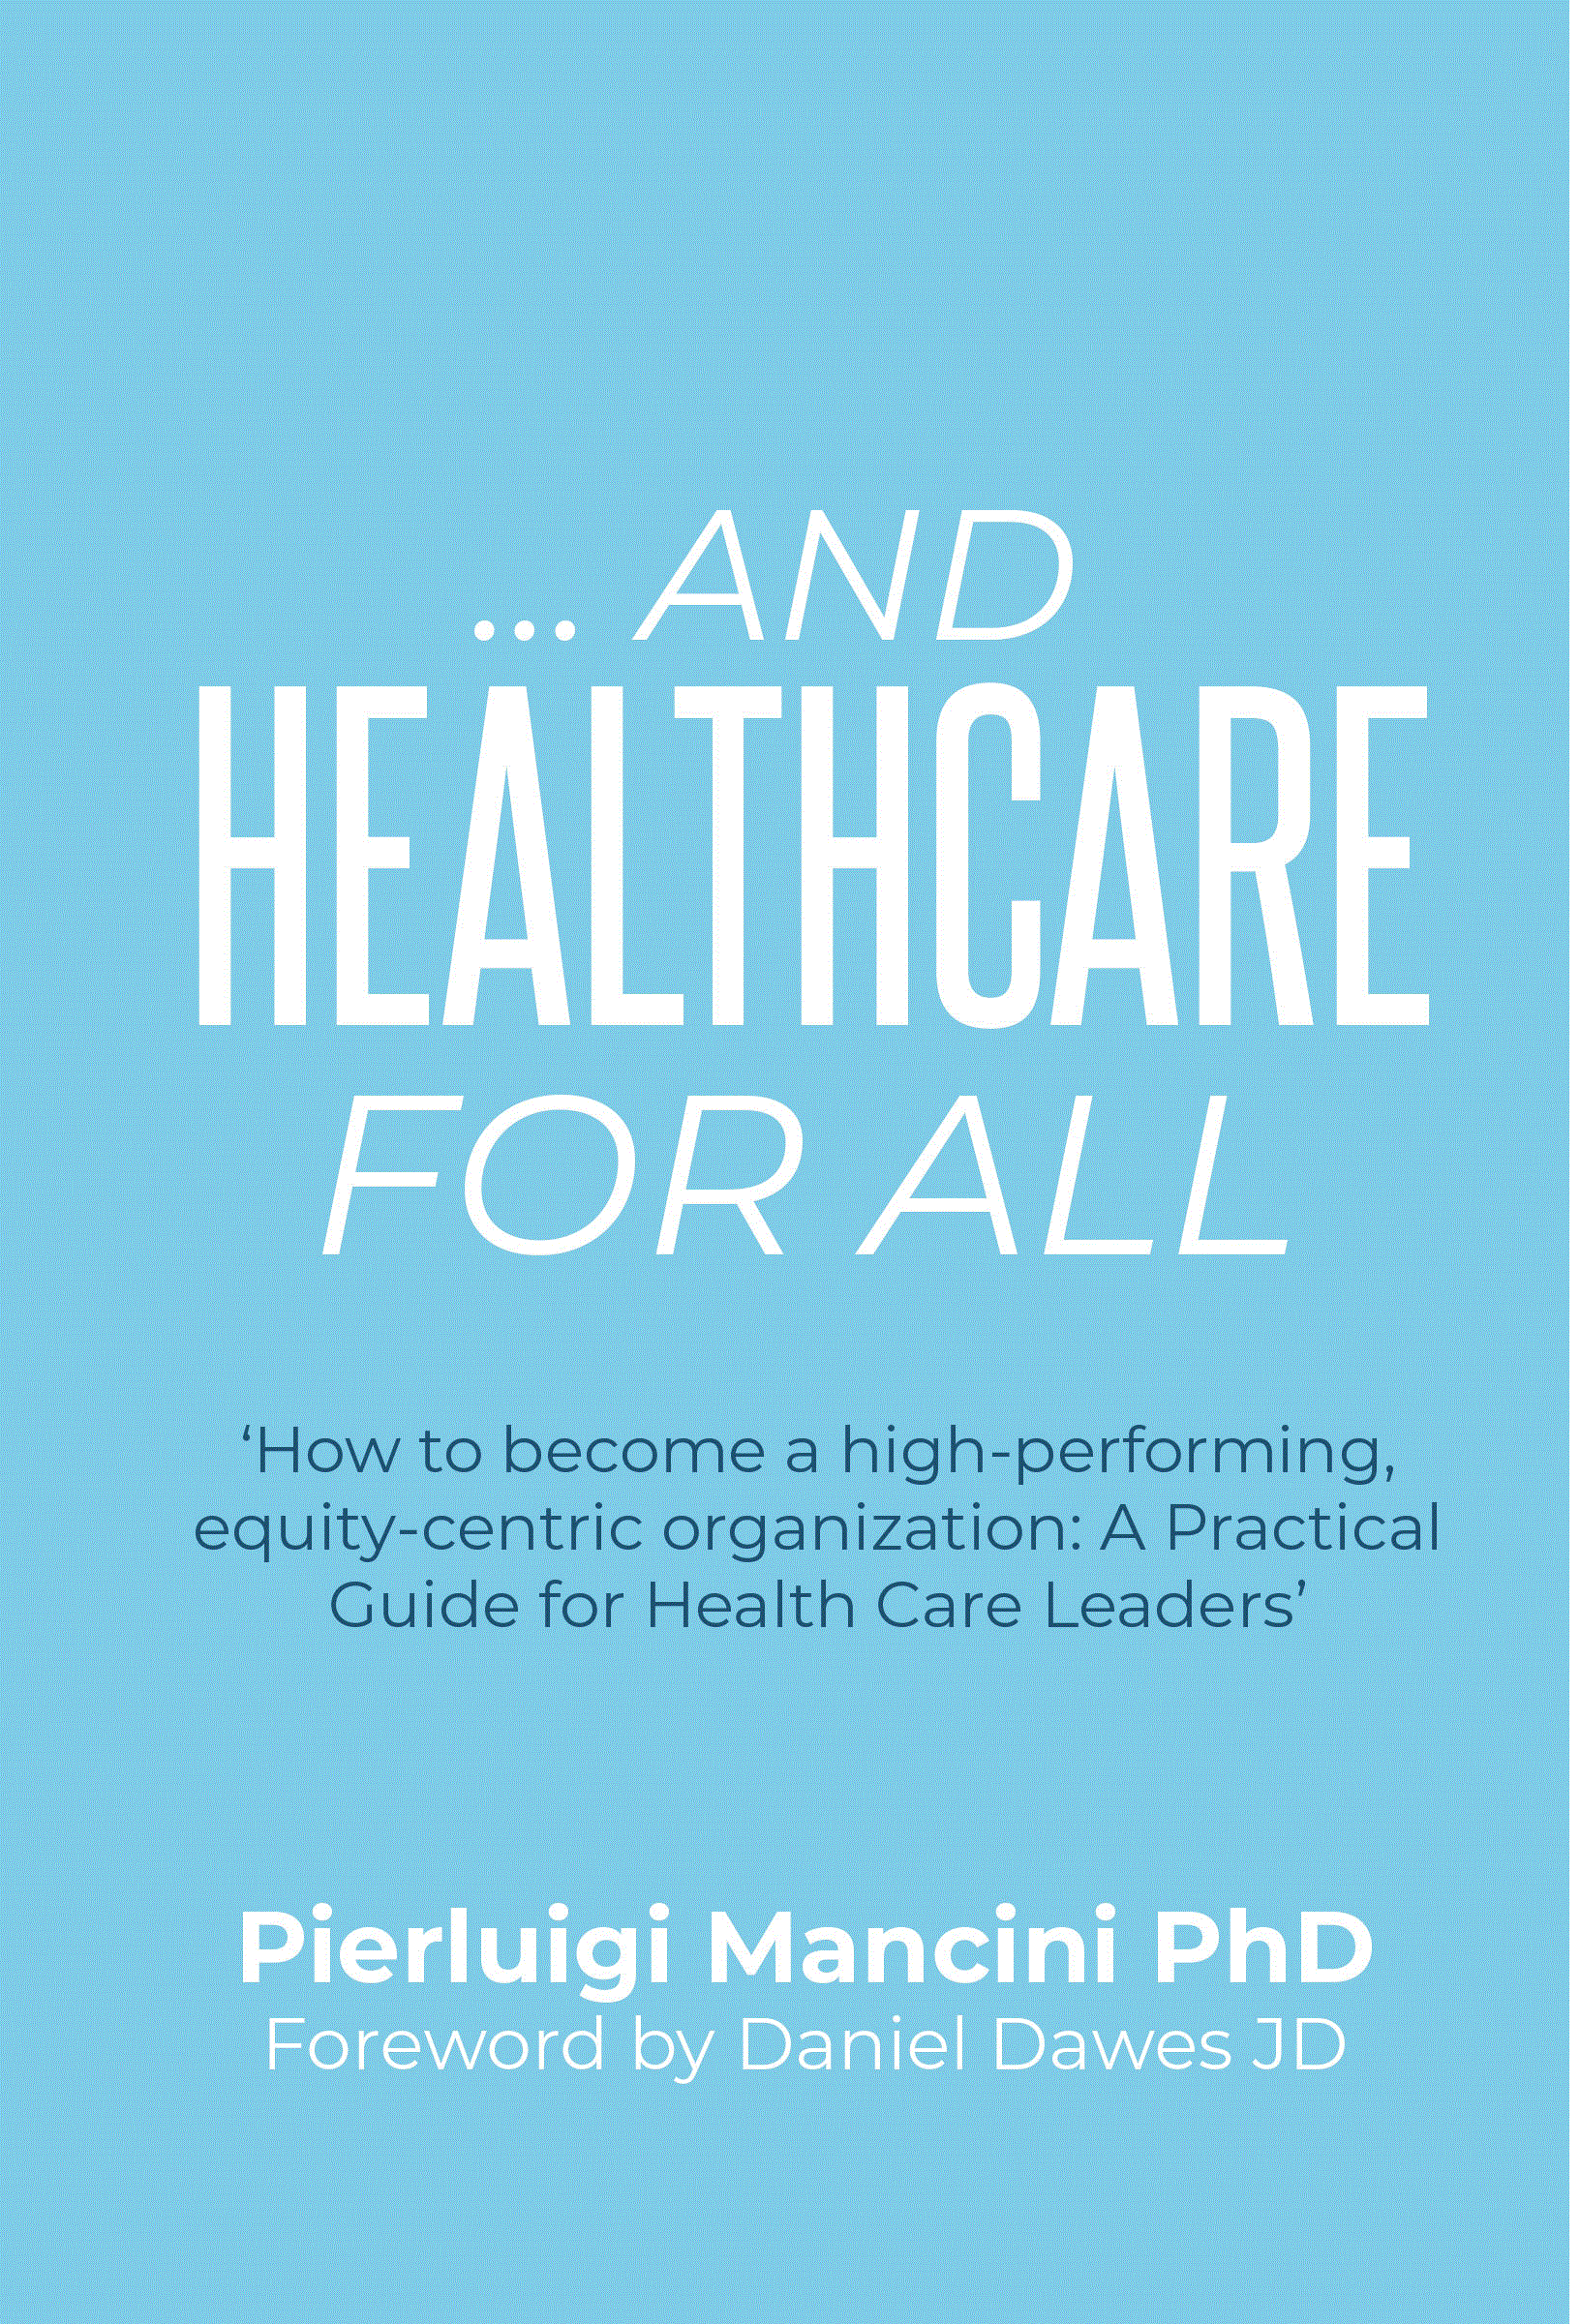 ... AND
HEALTHCARE
FOR ALL
‘How to become a high-performing,
equity-centric organization: A Practical
Guide for Health Care Leaders’
Pierluigi Mancini PhD
Foreword by Daniel Dawes JD